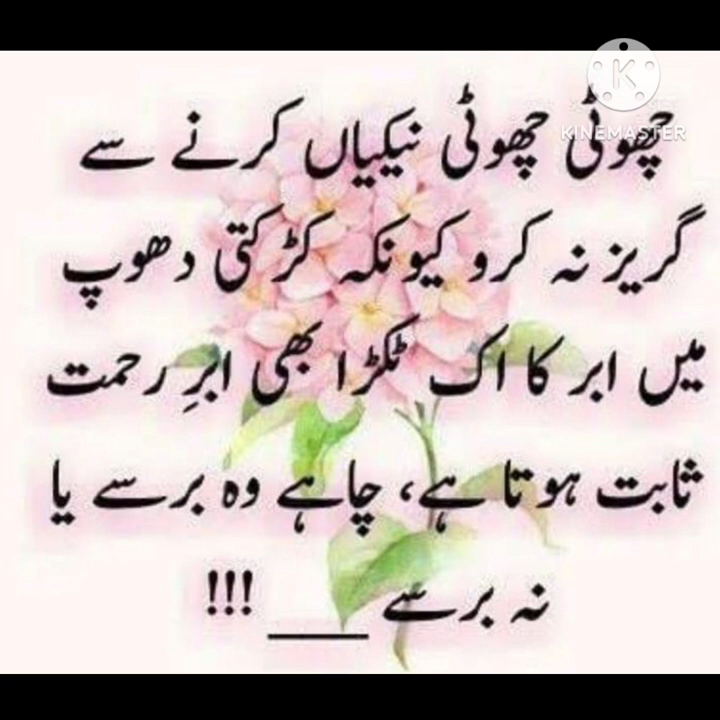 KINEMASTER
چھوٹی چھوٹی نیکیاں کرنے سے
گریز نہ کرو کیونکہ کڑکتی دھوپ
میں ابر کا اک ٹکڑا بھی ابرِ رحمت
ثابت ہوتا ہے، چاہے وہ برسے یا
نہ برسے ____ !!!